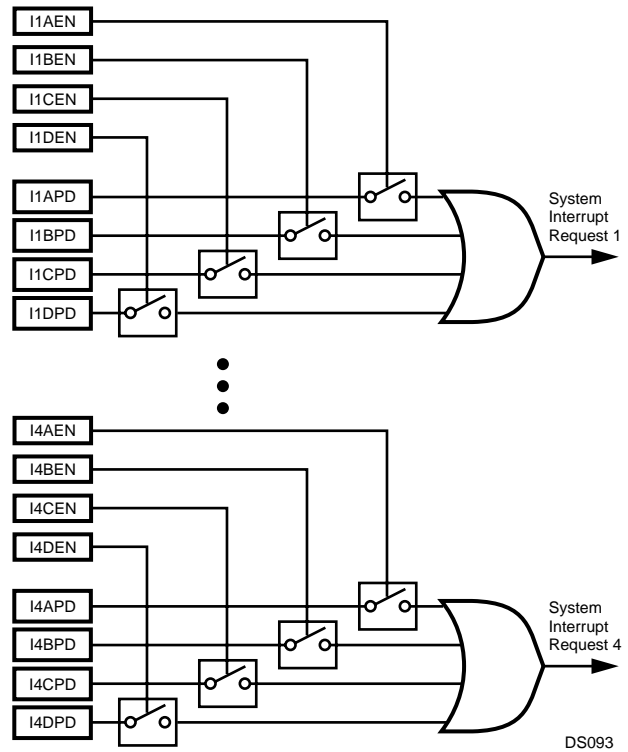 I1AEN
I1BEN
I1CEN
I1DEN
I1APD
I1BPD
I1CPD
I1DPD
System
Interrupt
Request 1
I4AEN
I4BEN
I4CEN
I4DEN
I4APD
I4BPD
I4CPD
I4DPD
System
Interrupt
Request 4
DS093